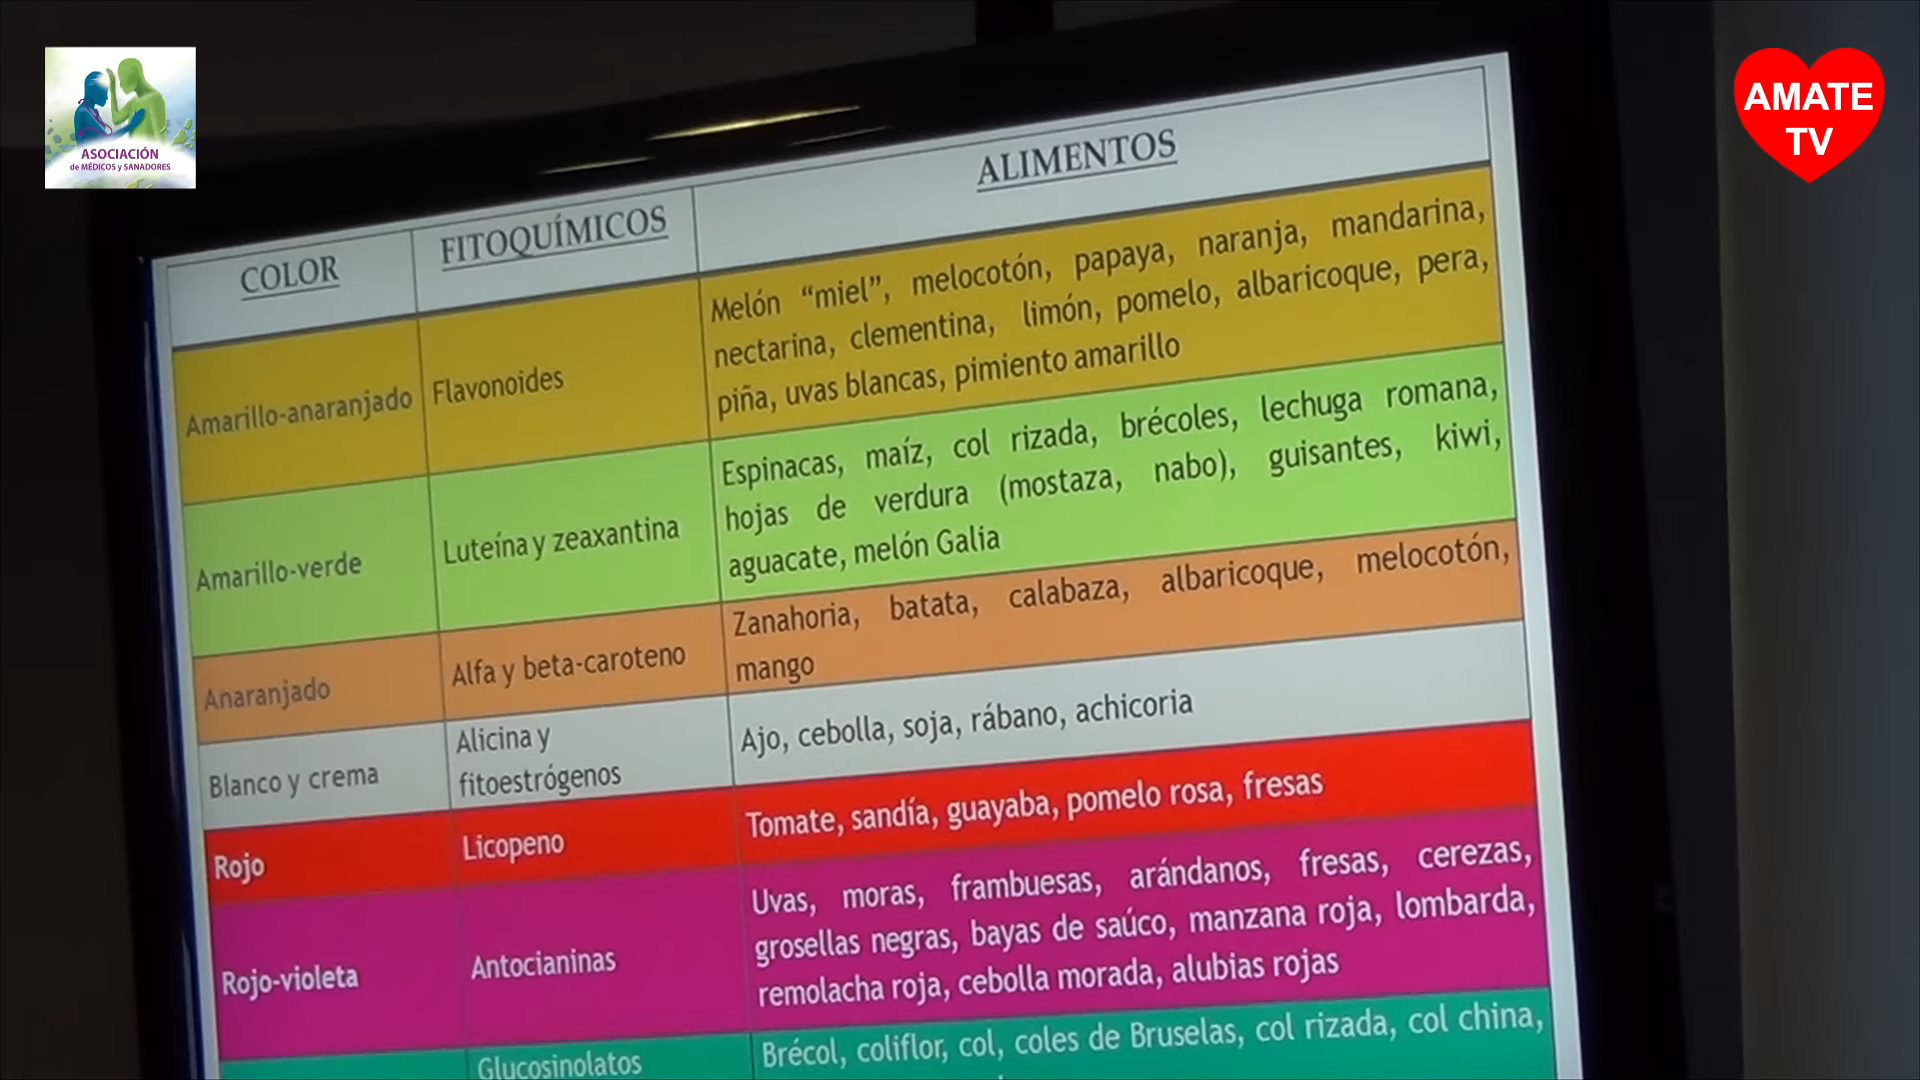 ASOCIACIÓN
de MÉDICOS y SANADORES
AMATE
TV
COLOR
FITOQUÍMICOS
ALIMENTOS
Amarillo-anaranjado
Flavonoides
Melón “miel”, melocotón, papaya, naranja, mandarina,
nectarina, clementina, limón, pomelo, albaricoque, pera,
piña, uvas blancas, pimiento amarillo
Amarillo-verde
Luteína y zeaxantina
Espinacas, maíz, col rizada, brécoles, lechuga romana,
hojas de verdura (mostaza, nabo), guisantes, kiwi,
aguacate, melón Galia
Anaranjado
Alfa y beta-caroteno
Zanahoria, batata, calabaza, albaricoque, melocotón,
mango
Blanco y crema
Alicina y
fitoestrógenos
Ajo, cebolla, soja, rábano, achicoria
Rojo
Licopeno
Tomate, sandía, guayaba, pomelo rosa, fresas
Rojo-violeta
Antocianinas
Uvas, moras, frambuesas, arándanos, fresas, cerezas,
grosellas negras, bayas de saúco, manzana roja, lombarda,
remolacha roja, cebolla morada, alubias rojas
Glucosinolatos
Brécol, coliflor, col, coles de Bruselas, col rizada, col china,